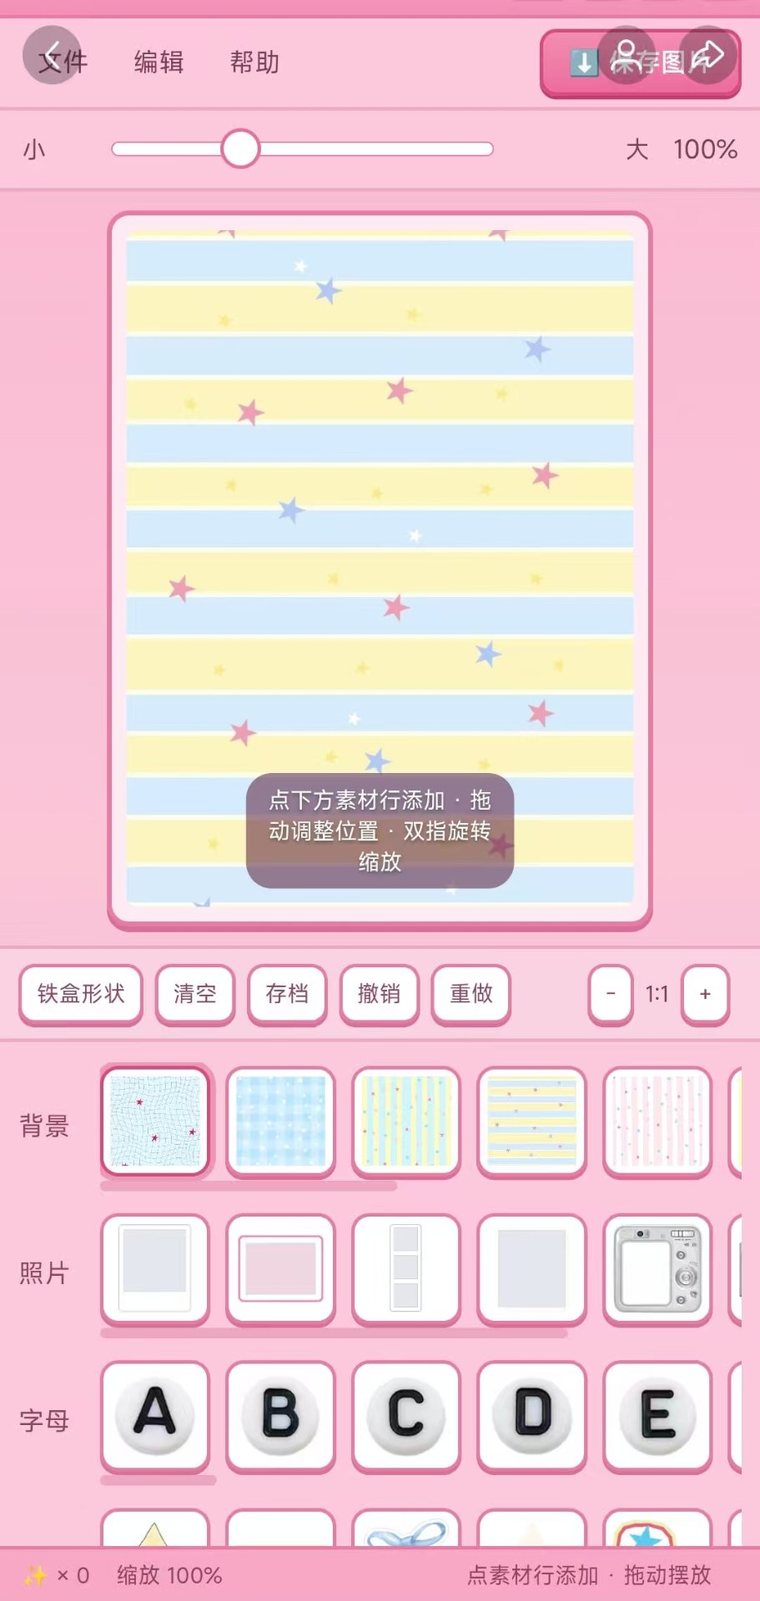 文件 编辑 帮助 保存图片
小 大 100%
点下方素材行添加 · 拖
动调整位置 · 双指旋转
缩放
铁盒形状 清空 存档 撤销 重做 - 1:1 +
背景
照片
字母 A B C D E
× 0 缩放 100% 点素材行添加 · 拖动摆放